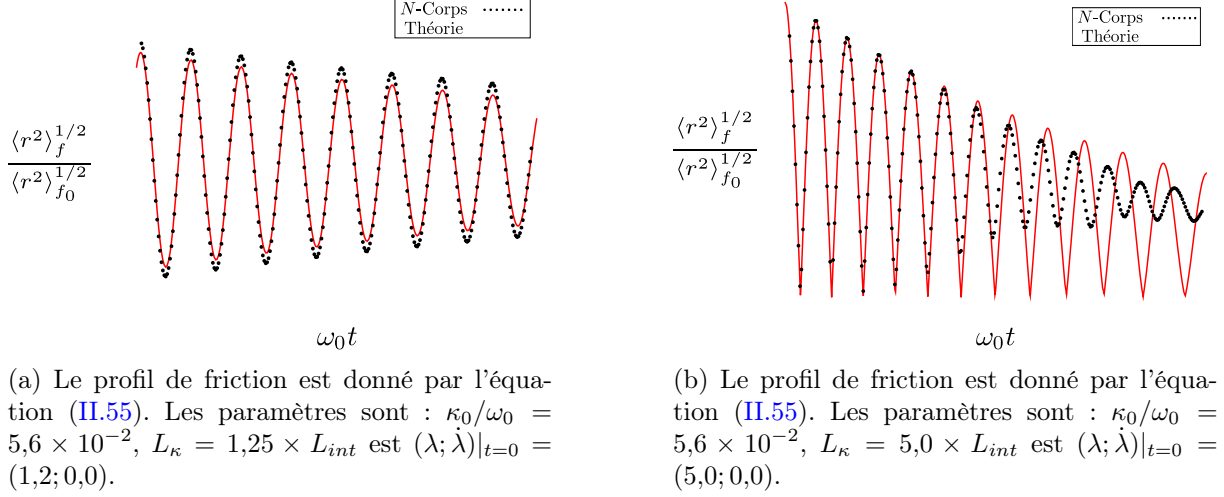 N-Corps ........
Théorie
⟨r²⟩_f^{1/2}
⟨r²⟩_{f_0}^{1/2}
ω₀t
(a) Le profil de friction est donné par l'équa-
tion (II.55). Les paramètres sont : κ₀/ω₀ =
5,6 × 10⁻², L_κ = 1,25 × L_{int} est (λ; λ̇)|_{t=0} =
(1,2; 0,0).
N-Corps .......
Théorie
⟨r²⟩_f^{1/2}
⟨r²⟩_{f_0}^{1/2}
ω₀t
(b) Le profil de friction est donné par l'équa-
tion (II.55). Les paramètres sont : κ₀/ω₀ =
5,6 × 10⁻², L_κ = 5,0 × L_{int} est (λ; λ̇)|_{t=0} =
(5,0; 0,0).